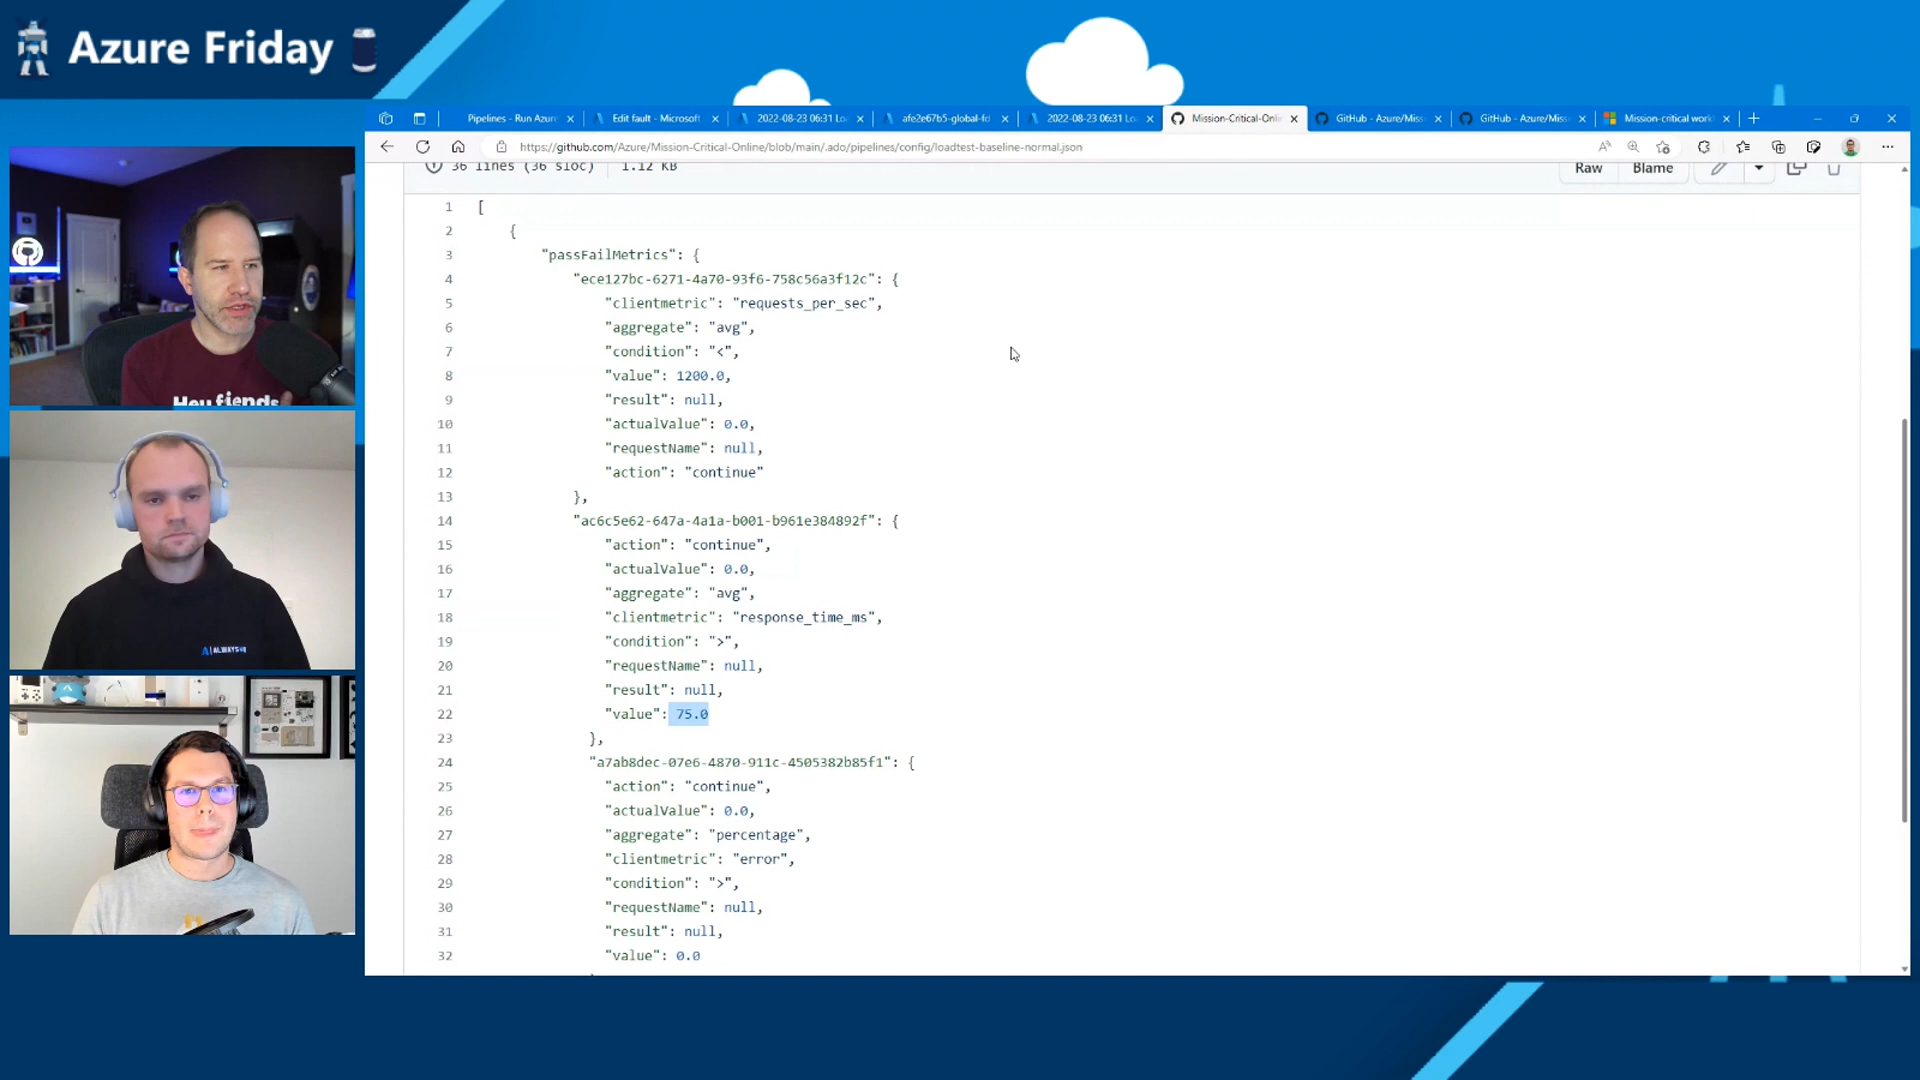 Azure Friday
Pipelines - Run Azure
Edit fault - Microsoft
2022-08-23 06:31 Lo
afe2e67b5-global-fd
2022-08-23 06:31 Lo
Mission-Critical-Onli
GitHub - Azure/Miss
GitHub - Azure/Miss
Mission-critical work
https://github.com/Azure/Mission-Critical-Online/blob/main/.ado/pipelines/config/loadtest-baseline-normal.json
36 lines (36 sloc) 1.12 KB
Raw Blame
1 [
2 {
3 "passFailMetrics": {
4 "ece127bc-6271-4a70-93f6-758c56a3f12c": {
5 "clientmetric": "requests_per_sec",
6 "aggregate": "avg",
7 "condition": "<",
8 "value": 1200.0,
9 "result": null,
10 "actualValue": 0.0,
11 "requestName": null,
12 "action": "continue"
13 },
14 "ac6c5e62-647a-4a1a-b001-b961e384892f": {
15 "action": "continue",
16 "actualValue": 0.0,
17 "aggregate": "avg",
18 "clientmetric": "response_time_ms",
19 "condition": ">",
20 "requestName": null,
21 "result": null,
22 "value": 75.0
23 },
24 "a7ab8dec-07e6-4870-911c-4505382b85f1": {
25 "action": "continue",
26 "actualValue": 0.0,
27 "aggregate": "percentage",
28 "clientmetric": "error",
29 "condition": ">",
30 "requestName": null,
31 "result": null,
32 "value": 0.0
Hey fiends
A|ALWAYSON